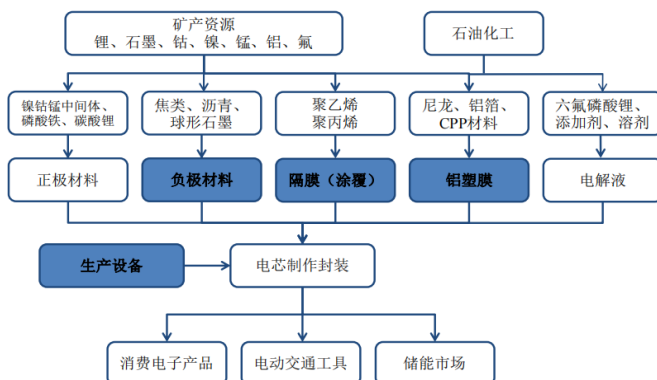 矿产资源
锂、石墨、钴、镍、锰、铝、氟
石油化工
镍钴锰中间体、
磷酸铁、碳酸锂
焦类、沥青、
球形石墨
聚乙烯
聚丙烯
尼龙、铝箔、
CPP材料
六氟磷酸锂、
添加剂、溶剂
正极材料
负极材料
隔膜（涂覆）
铝塑膜
电解液
生产设备
电芯制作封装
消费电子产品
电动交通工具
储能市场